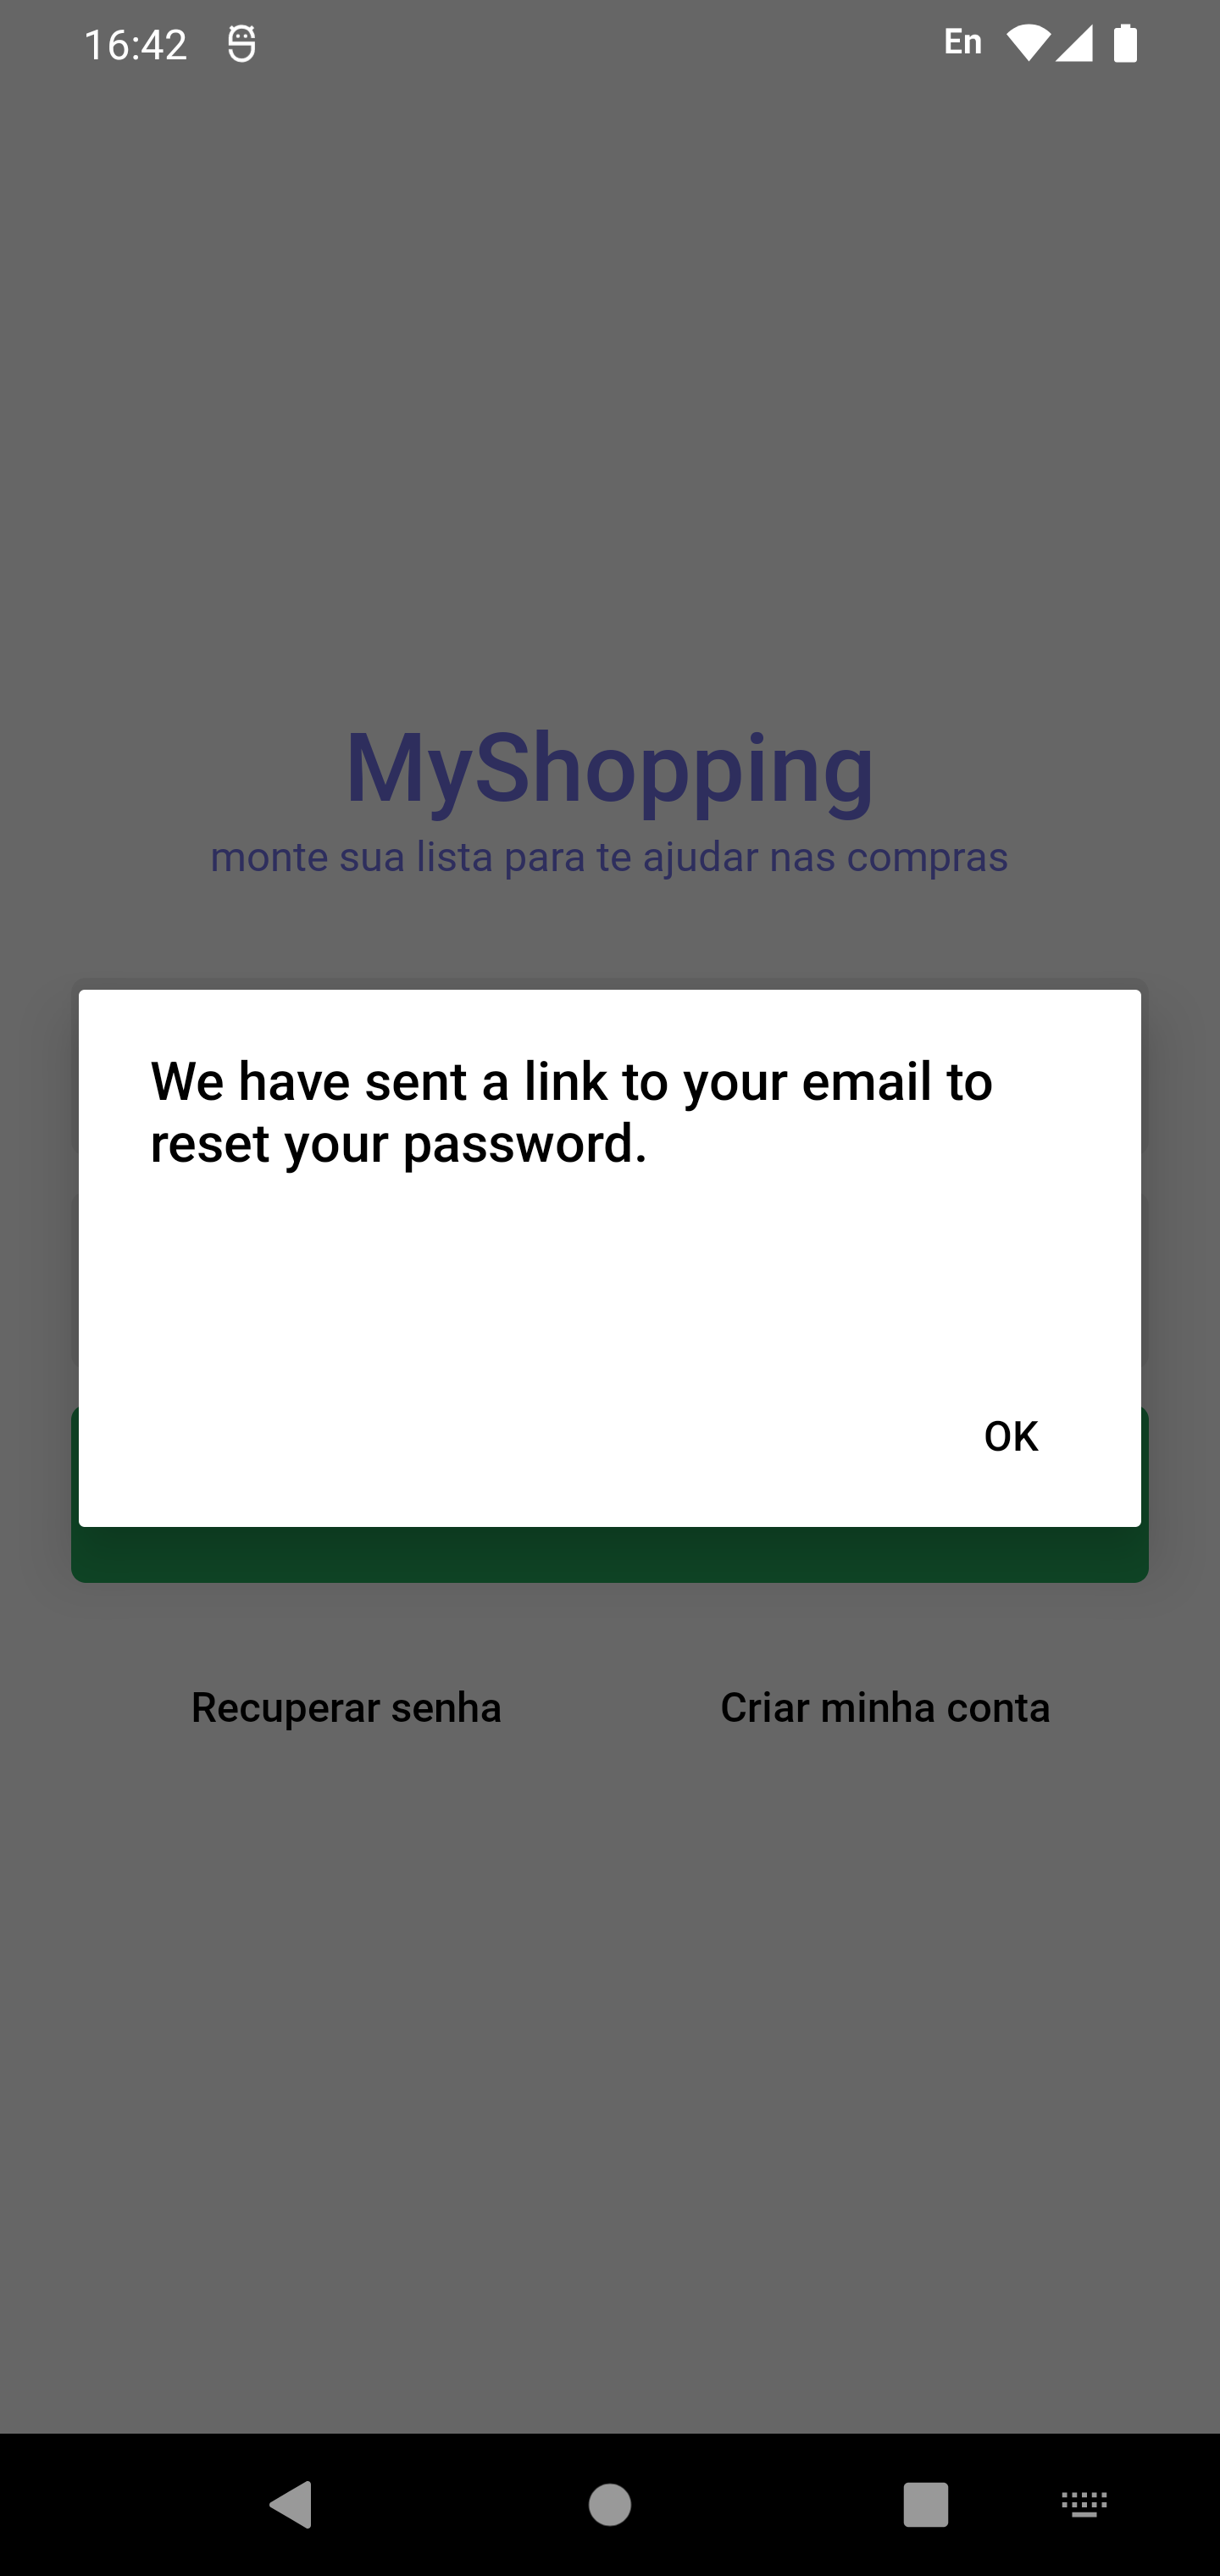 16:42
En
MyShopping
monte sua lista para te ajudar nas compras
We have sent a link to your email to
reset your password.
OK
Recuperar senha
Criar minha conta